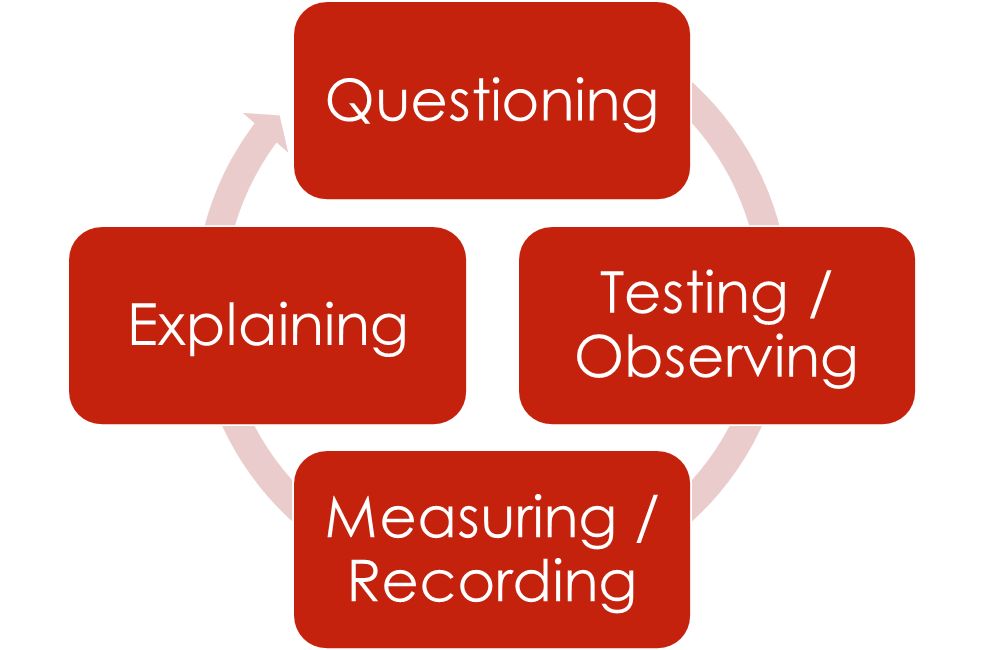 Questioning
Testing /
Observing
Measuring /
Recording
Explaining